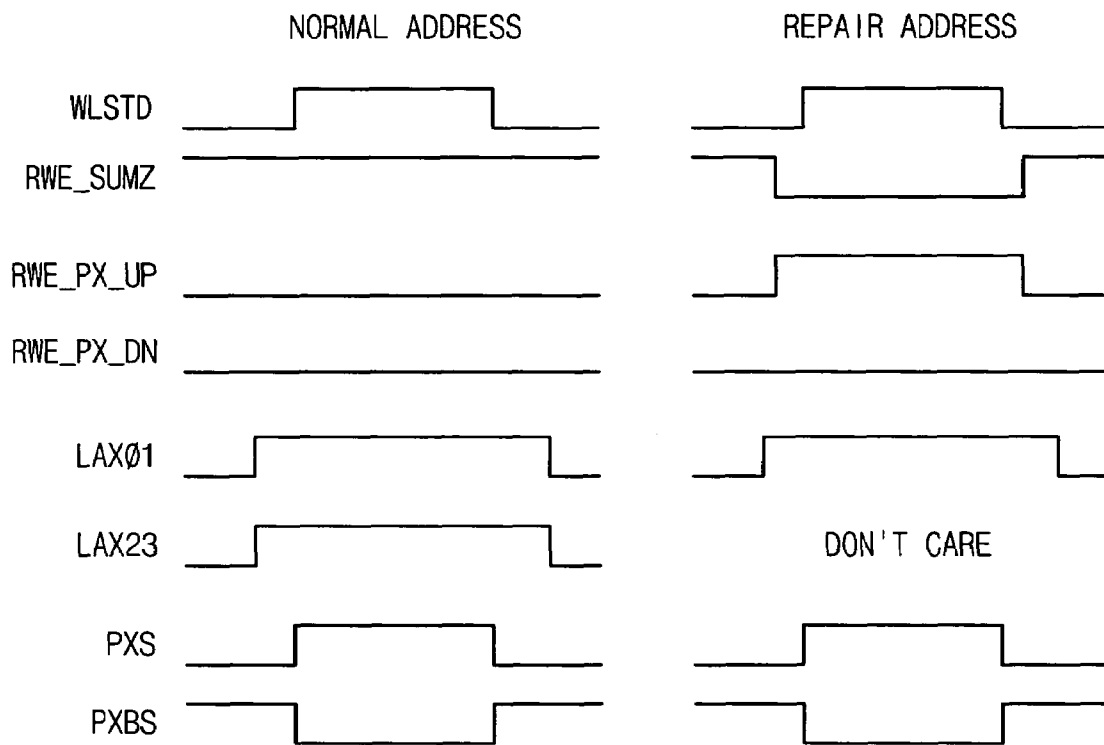 NORMAL ADDRESS REPAIR ADDRESS
WLSTD
RWE_SUMZ
RWE_PX_UP
RWE_PX_DN
LAXØ1
LAX23 DON'T CARE
PXS
PXBS